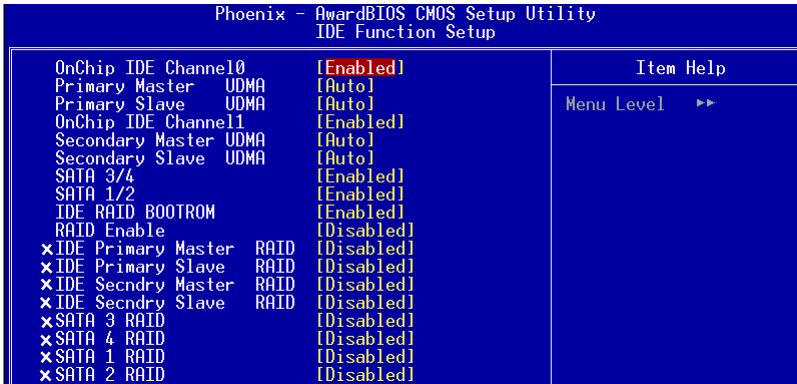 Phoenix - AwardBIOS CMOS Setup Utility
IDE Function Setup
OnChip IDE Channel0 [Enabled]
Primary Master UDMA [Auto]
Primary Slave UDMA [Auto]
OnChip IDE Channel1 [Enabled]
Secondary Master UDMA [Auto]
Secondary Slave UDMA [Auto]
SATA 3/4 [Enabled]
SATA 1/2 [Enabled]
IDE RAID BOOTROM [Enabled]
RAID Enable [Disabled]
×IDE Primary Master RAID [Disabled]
×IDE Primary Slave RAID [Disabled]
×IDE Secndry Master RAID [Disabled]
×IDE Secndry Slave RAID [Disabled]
×SATA 3 RAID [Disabled]
×SATA 4 RAID [Disabled]
×SATA 1 RAID [Disabled]
×SATA 2 RAID [Disabled]
Item Help
Menu Level ▸▸